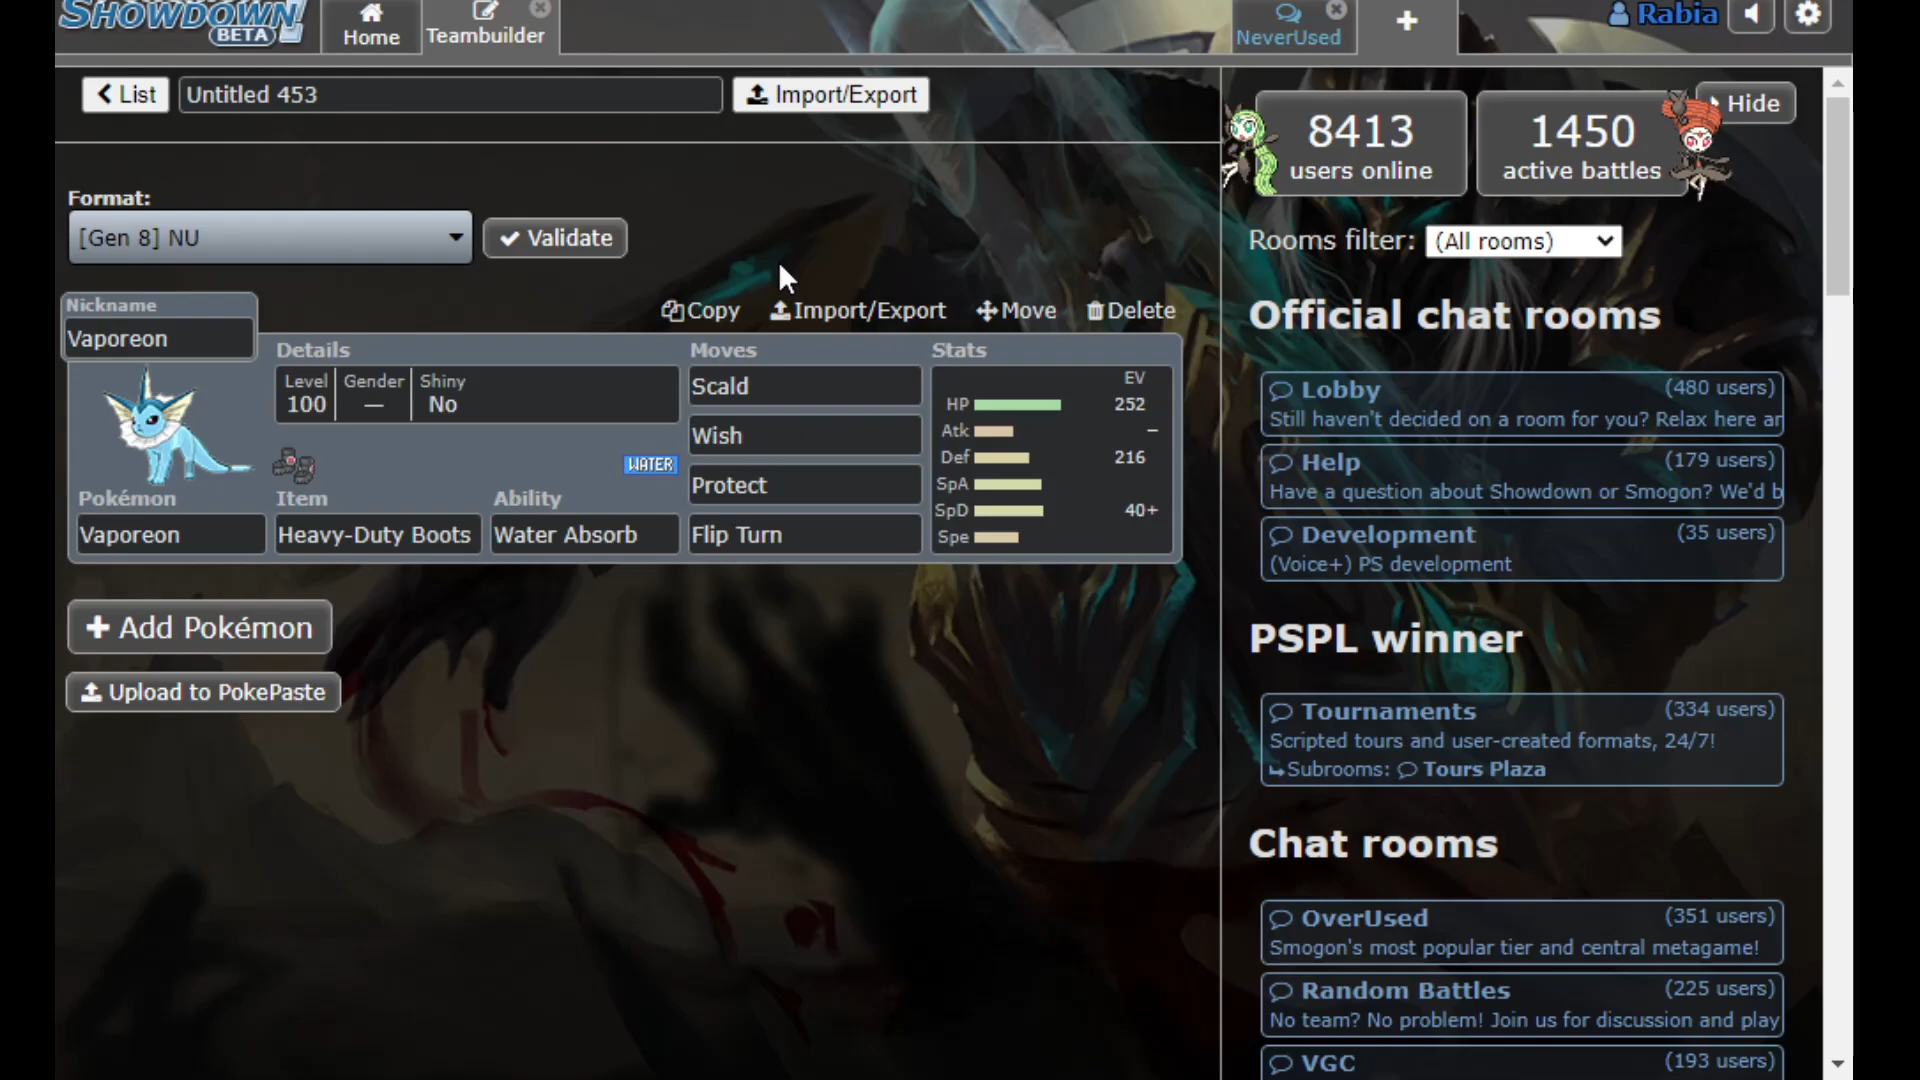 SHOWDOWN!
BETA
Home
Teambuilder
NeverUsed
Rabia
List
Untitled 453
Import/Export
Format:
[Gen 8] NU
Validate
Copy
Import/Export
Move
Delete
Nickname
Vaporeon
Details
Level
100
Gender
—
Shiny
No
WATER
Pokémon
Vaporeon
Item
Heavy-Duty Boots
Ability
Water Absorb
Moves
Scald
Wish
Protect
Flip Turn
Stats
EV
HP 252
Atk –
Def 216
SpA
SpD 40+
Spe
+ Add Pokémon
Upload to PokePaste
8413
users online
1450
active battles
Hide
Rooms filter: (All rooms)
Official chat rooms
Lobby (480 users)
Still haven't decided on a room for you? Relax here ar
Help (179 users)
Have a question about Showdown or Smogon? We'd b
Development (35 users)
(Voice+) PS development
PSPL winner
Tournaments (334 users)
Scripted tours and user-created formats, 24/7!
Subrooms: Tours Plaza
Chat rooms
OverUsed (351 users)
Smogon's most popular tier and central metagame!
Random Battles (225 users)
No team? No problem! Join us for discussion and play
VGC (193 users)